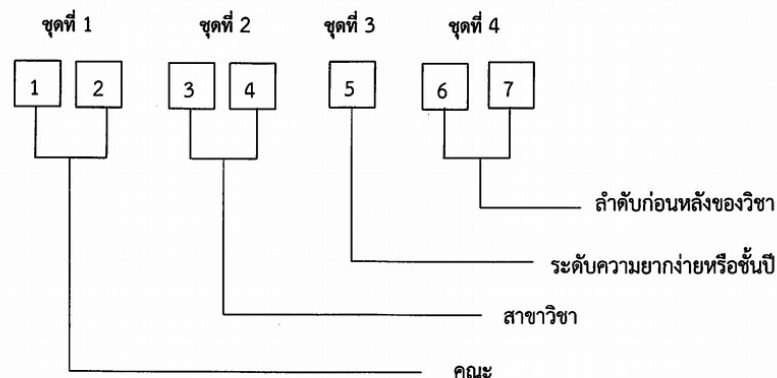 ชุดที่ 1 ชุดที่ 2 ชุดที่ 3 ชุดที่ 4
1 2 3 4 5 6 7
ลำดับก่อนหลังของวิชา
ระดับความยากง่ายหรือชั้นปี
สาขาวิชา
คณะ